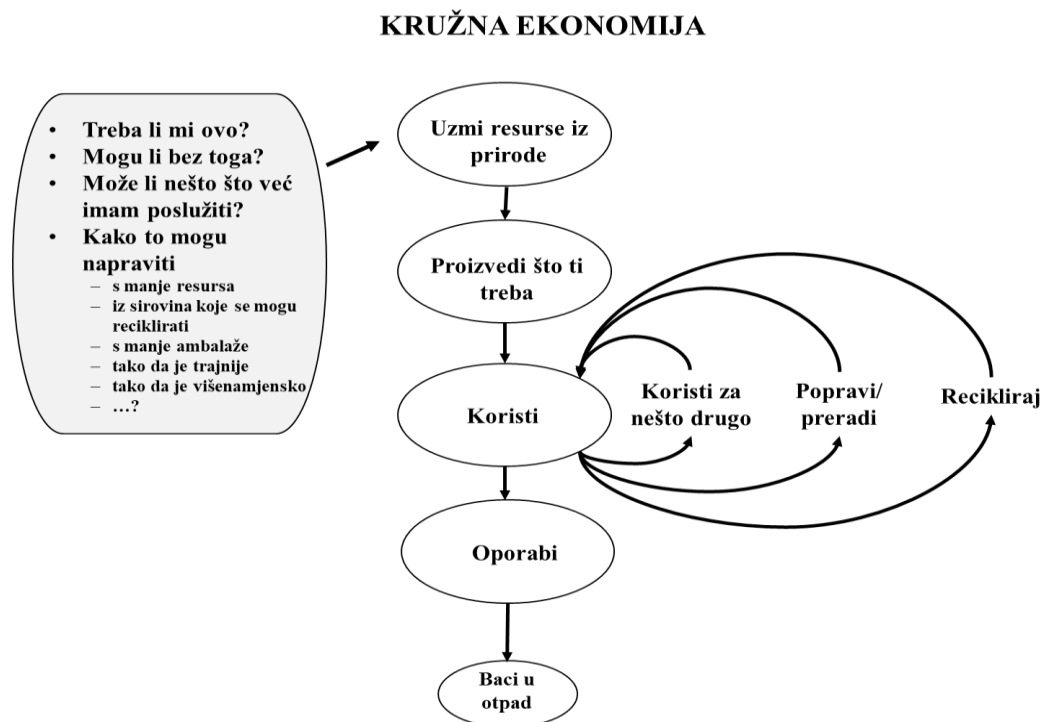 KRUŽNA EKONOMIJA
• Treba li mi ovo?
• Mogu li bez toga?
• Može li nešto što već
imam poslužiti?
• Kako to mogu
napraviti
– s manje resursa
– iz sirovina koje se mogu
reciklirati
– s manje ambalaže
– tako da je trajnije
– tako da je višenamjensko
– …?
Uzmi resurse iz
prirode
Proizvedi što ti
treba
Koristi
Koristi za
nešto drugo
Popravi/
preradi
Recikliraj
Oporabi
Baci u
otpad